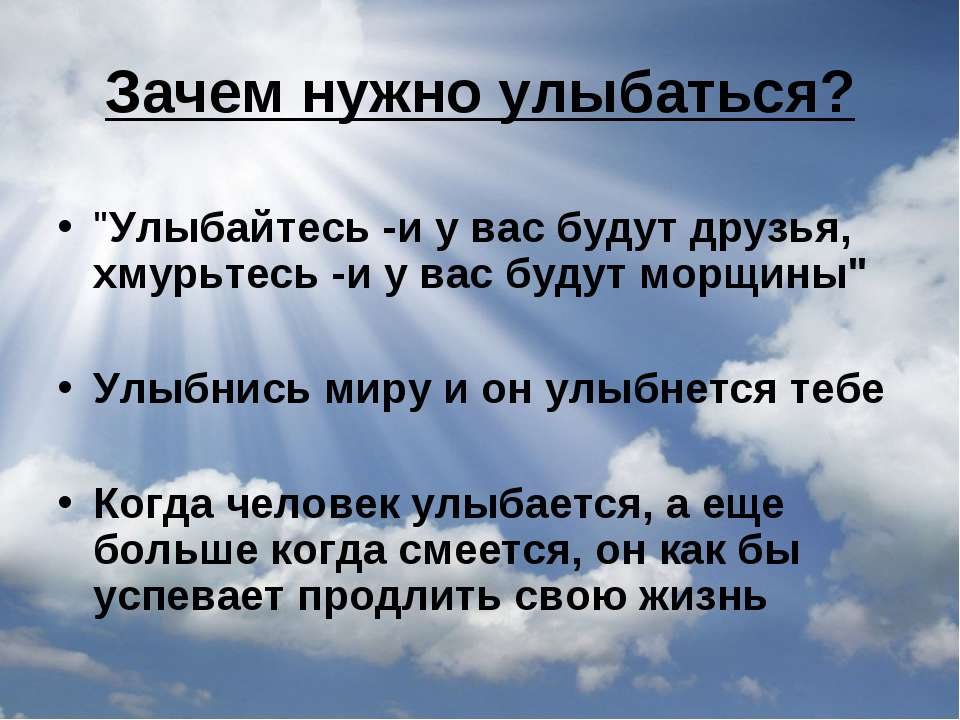 Зачем нужно улыбаться?
• "Улыбайтесь -и у вас будут друзья,
хмурьтесь -и у вас будут морщины"
• Улыбнись миру и он улыбнется тебе
• Когда человек улыбается, а еще
больше когда смеется, он как бы
успевает продлить свою жизнь